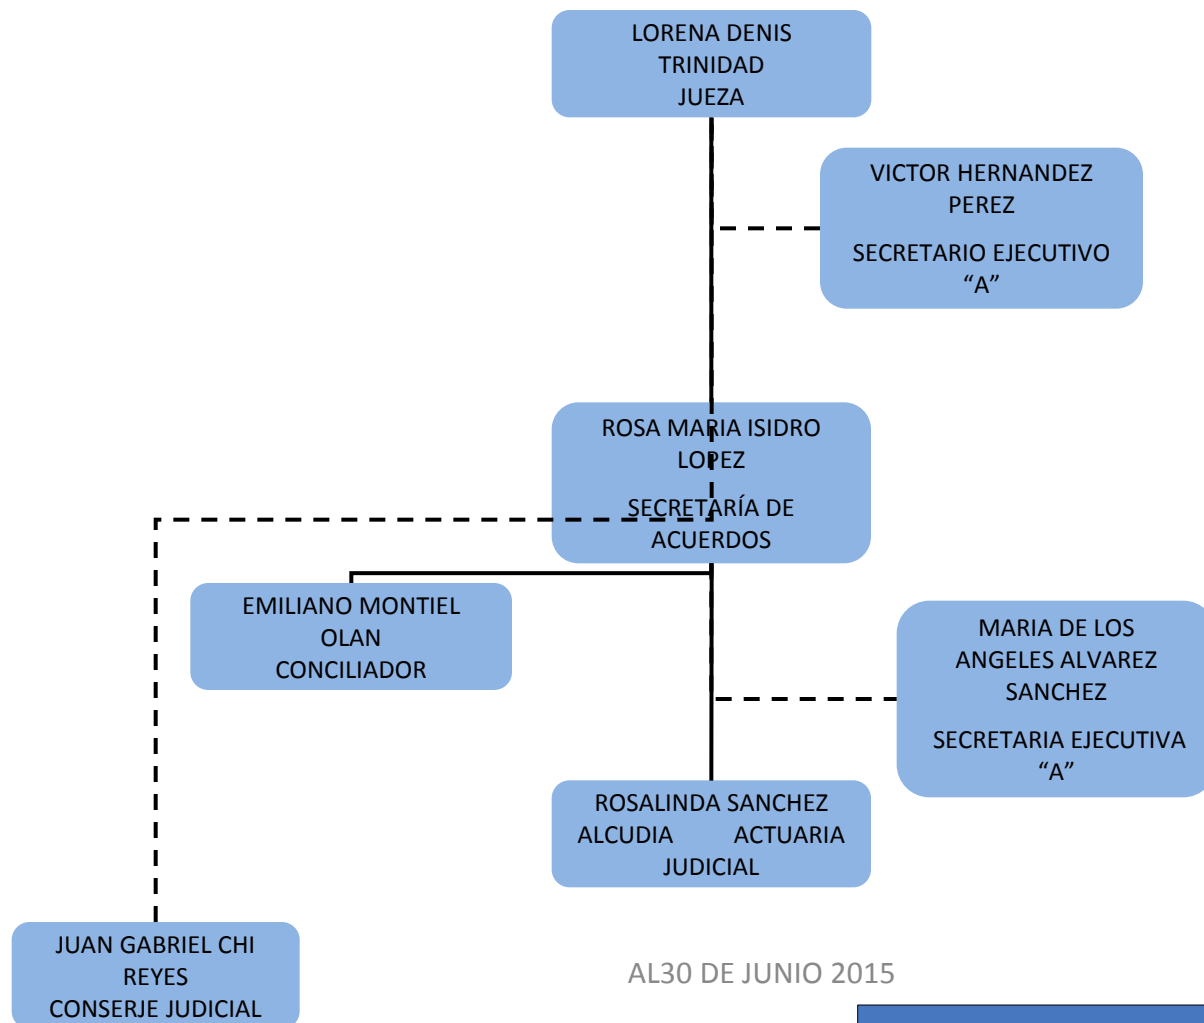 LORENA DENIS
TRINIDAD
JUEZA
VICTOR HERNANDEZ
PEREZ
SECRETARIO EJECUTIVO
“A”
ROSA MARIA ISIDRO
LOPEZ
SECRETARÍA DE
ACUERDOS
EMILIANO MONTIEL
OLAN
CONCILIADOR
MARIA DE LOS
ANGELES ALVAREZ
SANCHEZ
SECRETARIA EJECUTIVA
“A”
ROSALINDA SANCHEZ
ALCUDIA ACTUARIA
JUDICIAL
JUAN GABRIEL CHI
REYES
CONSERJE JUDICIAL
AL30 DE JUNIO 2015